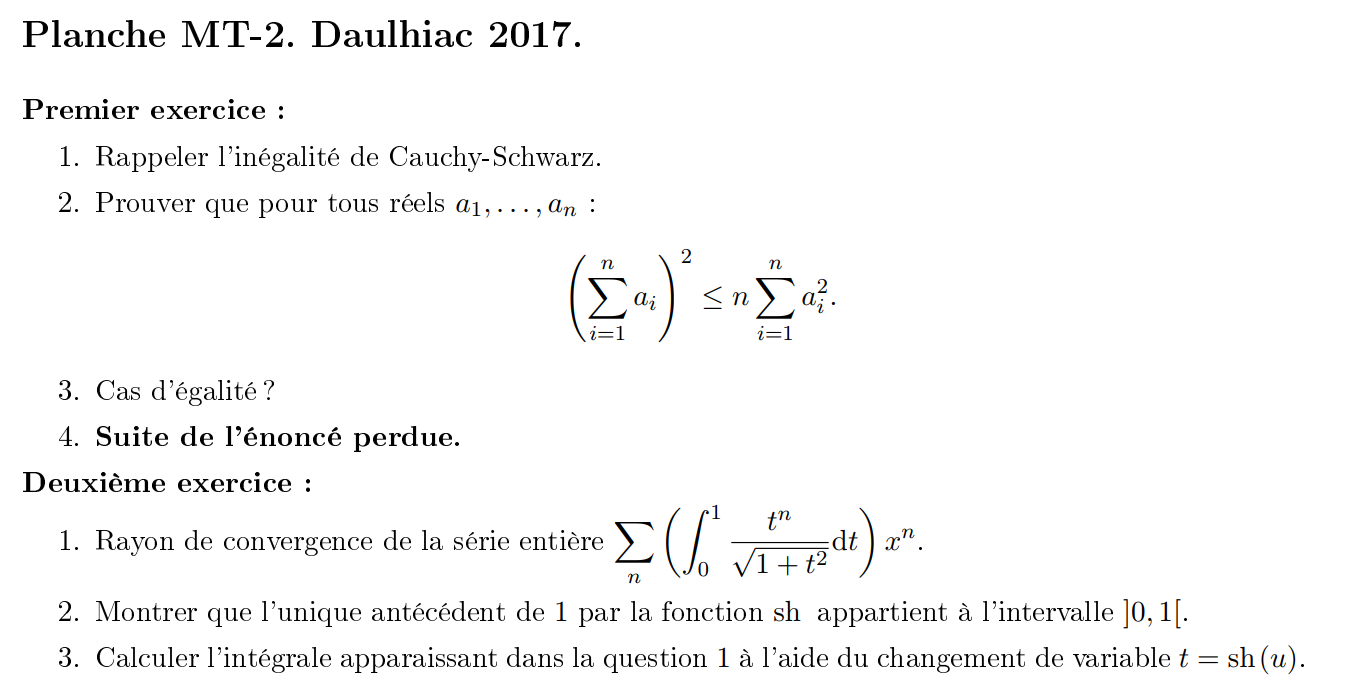 Planche MT-2. Daulhiac 2017.
Premier exercice :
1. Rappeler l'inégalité de Cauchy-Schwarz.
2. Prouver que pour tous réels $a_1, \ldots, a_n$ :
$\left(\sum_{i=1}^{n} a_i\right)^2 \leq n \sum_{i=1}^{n} a_i^2.$
3. Cas d'égalité ?
4. Suite de l'énoncé perdue.
Deuxième exercice :
1. Rayon de convergence de la série entière $\sum_{n} \left(\int_0^1 \frac{t^n}{\sqrt{1+t^2}} \mathrm{d}t\right) x^n.$
2. Montrer que l'unique antécédent de 1 par la fonction sh appartient à l'intervalle ]0, 1[.
3. Calculer l'intégrale apparaissant dans la question 1 à l'aide du changement de variable $t = \mathrm{sh}(u)$.